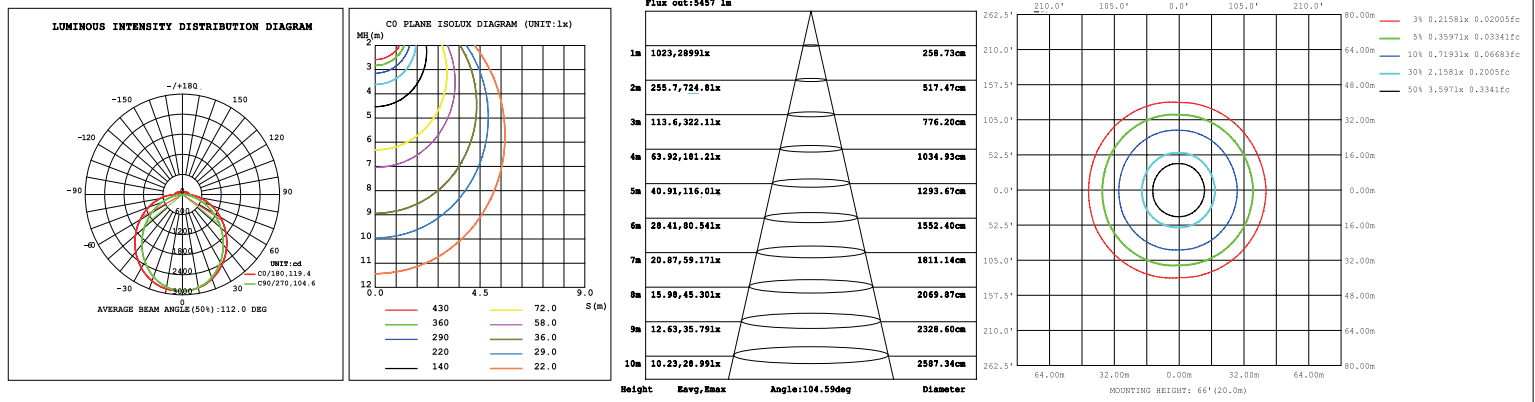 LUMINOUS INTENSITY DISTRIBUTION DIAGRAM
-/+180
-150 150
-120 120
-90 90
-60 60
-30 30
0
0
600
1200
1800
2400
3000
UNIT:cd
C0/180,119.4
C90/270,104.6
AVERAGE BEAM ANGLE(50%):112.0 DEG
C0 PLANE ISOLUX DIAGRAM (UNIT:lx)
MH(m)
2
3
4
5
6
7
8
9
10
11
12
0.0 4.5 9.0
S(m)
430 72.0
360 58.0
290 36.0
220 29.0
140 22.0
Flux out:5457 lm
1m 1023,2899lx 258.73cm
2m 255.7,724.8lx 517.47cm
3m 113.6,322.1lx 776.20cm
4m 63.92,181.2lx 1034.93cm
5m 40.91,116.0lx 1293.67cm
6m 28.41,80.54lx 1552.40cm
7m 20.87,59.17lx 1811.14cm
8m 15.98,45.30lx 2069.87cm
9m 12.63,35.79lx 2328.60cm
10m 10.23,28.99lx 2587.34cm
Height Eavg,Emax Angle:104.59deg Diameter
210.0' 105.0' 0.0' 105.0' 210.0'
262.5' 80.00m
210.0' 64.00m
157.5' 48.00m
105.0' 32.00m
52.5' 16.00m
0.0' 0.00m
52.5' 16.00m
105.0' 32.00m
157.5' 48.00m
210.0' 64.00m
262.5' 80.00m
64.00m 32.00m 0.00m 32.00m 64.00m
MOUNTING HEIGHT: 66'(20.0m)
3% 0.2158lx 0.02005fc
5% 0.3597lx 0.03341fc
10% 0.7193lx 0.06683fc
30% 2.158lx 0.2005fc
50% 3.597lx 0.3341fc